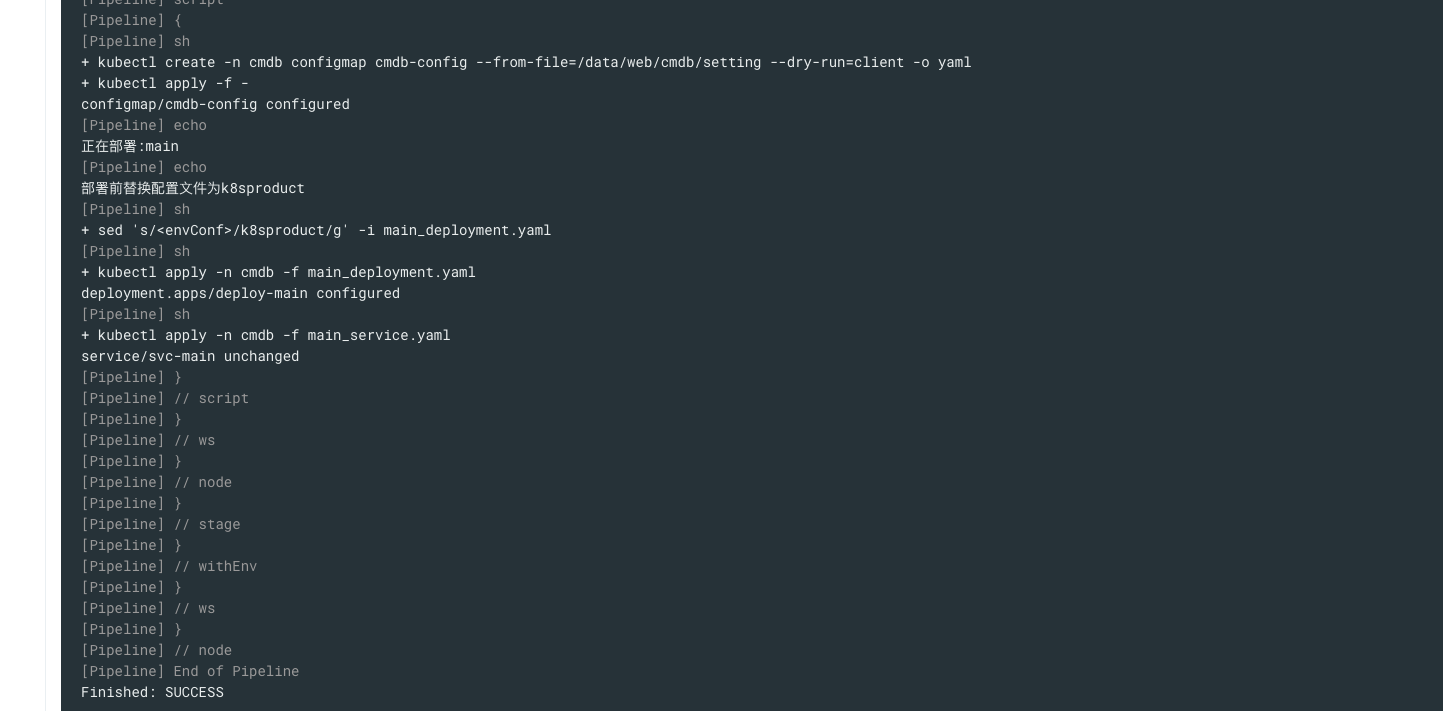 [Pipeline] script
[Pipeline] {
[Pipeline] sh
+ kubectl create -n cmdb configmap cmdb-config --from-file=/data/web/cmdb/setting --dry-run=client -o yaml
+ kubectl apply -f -
configmap/cmdb-config configured
[Pipeline] echo
正在部署:main
[Pipeline] echo
部署前替换配置文件为k8sproduct
[Pipeline] sh
+ sed 's/<envConf>/k8sproduct/g' -i main_deployment.yaml
[Pipeline] sh
+ kubectl apply -n cmdb -f main_deployment.yaml
deployment.apps/deploy-main configured
[Pipeline] sh
+ kubectl apply -n cmdb -f main_service.yaml
service/svc-main unchanged
[Pipeline] }
[Pipeline] // script
[Pipeline] }
[Pipeline] // ws
[Pipeline] }
[Pipeline] // node
[Pipeline] }
[Pipeline] // stage
[Pipeline] }
[Pipeline] // withEnv
[Pipeline] }
[Pipeline] // ws
[Pipeline] }
[Pipeline] // node
[Pipeline] End of Pipeline
Finished: SUCCESS